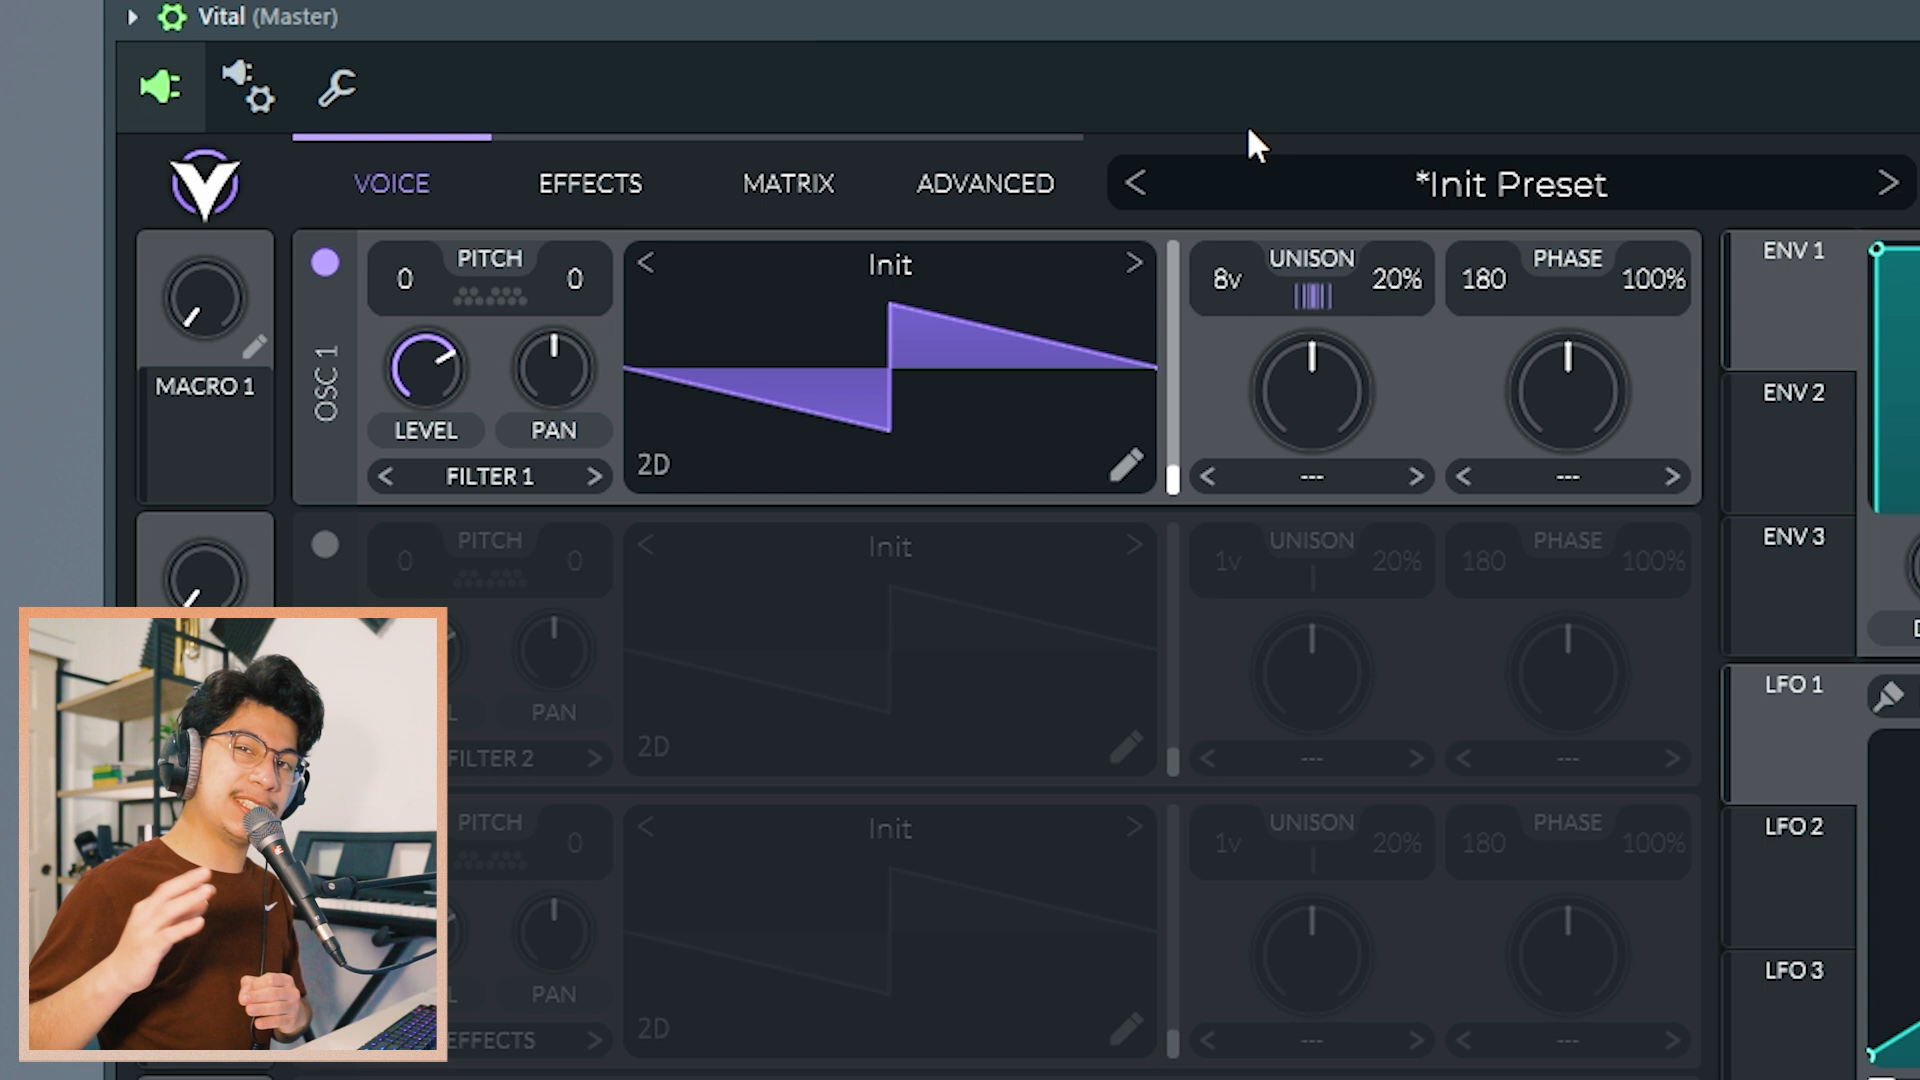 Vital (Master)
VOICE
EFFECTS
MATRIX
ADVANCED
< *Init Preset >
MACRO 1
OSC 1
0 PITCH 0
LEVEL PAN
< FILTER 1 >
< Init >
2D
8v UNISON 20%
< --- >
180 PHASE 100%
< --- >
ENV 1
ENV 2
ENV 3
0 PITCH 0
L PAN
FILTER 2 >
< Init >
2D
1v UNISON 20%
< --- >
180 PHASE 100%
< --- >
PITCH 0
L PAN
EFFECTS >
< Init >
2D
1v UNISON 20%
< --- >
180 PHASE 100%
< --- >
LFO 1
LFO 2
LFO 3